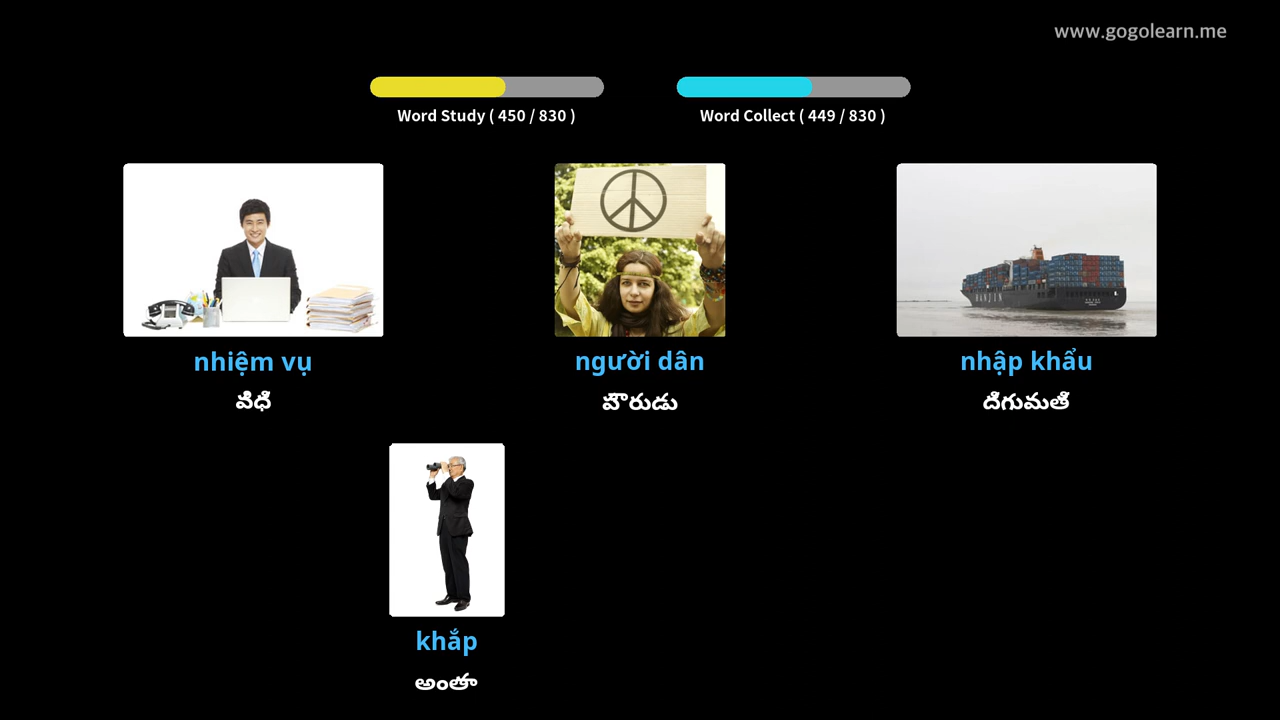 www.gogolearn.me
Word Study ( 450 / 830 )
Word Collect ( 449 / 830 )
nhiệm vụ
người dân
nhập khẩu
విధి
పౌరుడు
దిగుమతి
khắp
అంతా